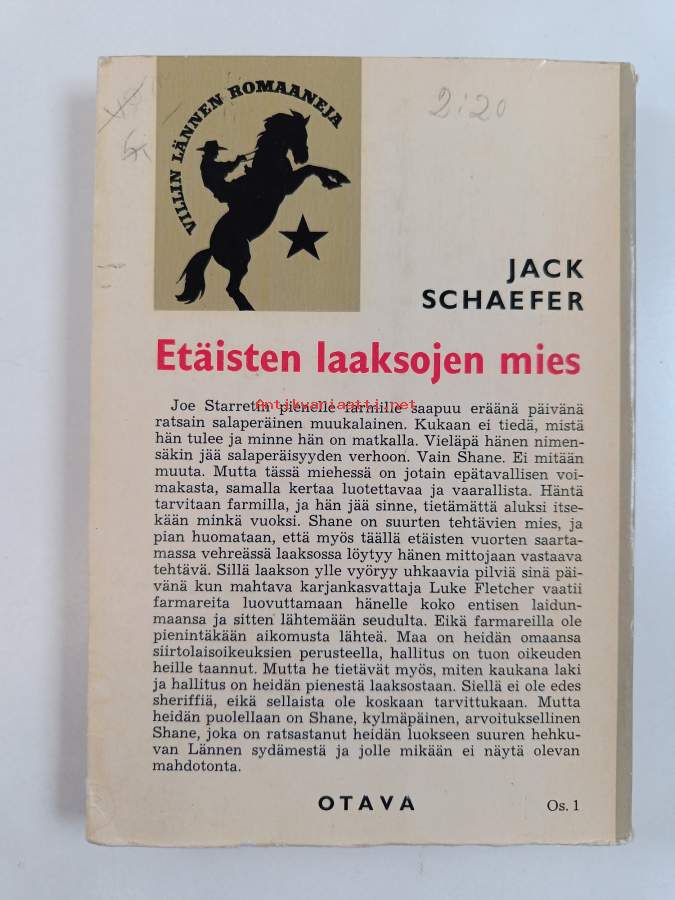 VILLIN LÄNNEN ROMAANEJA
2:20
JACK
SCHAEFER
Etäisten laaksojen mies
Joe Starretin pienelle farmille saapuu eräänä päivänä
antikvariaatti.net
ratsain salaperäinen muukalainen. Kukaan ei tiedä, mistä
hän tulee ja minne hän on matkalla. Vieläpä hänen nimen-
säkin jää salaperäisyyden verhoon. Vain Shane. Ei mitään
muuta. Mutta tässä miehessä on jotain epätavallisen voi-
makasta, samalla kertaa luotettavaa ja vaarallista. Häntä
tarvitaan farmilla, ja hän jää sinne, tietämättä aluksi itse-
kään minkä vuoksi. Shane on suurten tehtävien mies, ja
pian huomataan, että myös täällä etäisten vuorten saarta-
massa vehreässä laaksossa löytyy hänen mittojaan vastaava
tehtävä. Sillä laakson ylle vyöryy uhkaavia pilviä sinä päi-
vänä kun mahtava karjankasvattaja Luke Fletcher vaatii
farmareita luovuttamaan hänelle koko entisen laidun-
maansa ja sitten lähtemään seudulta. Eikä farmareilla ole
pienintäkään aikomusta lähteä. Maa on heidän omaansa
siirtolaisoikeuksien perusteella, hallitus on tuon oikeuden
heille taannut. Mutta he tietävät myös, miten kaukana laki
ja hallitus on heidän pienestä laaksostaan. Siellä ei ole edes
sheriffiä, eikä sellaista ole koskaan tarvittukaan. Mutta
heidän puolellaan on Shane, kylmäpäinen, arvoituksellinen
Shane, joka on ratsastanut heidän luokseen suuren hehku-
van Lännen sydämestä ja jolle mikään ei näytä olevan
mahdotonta.
OTAVA
Os. 1